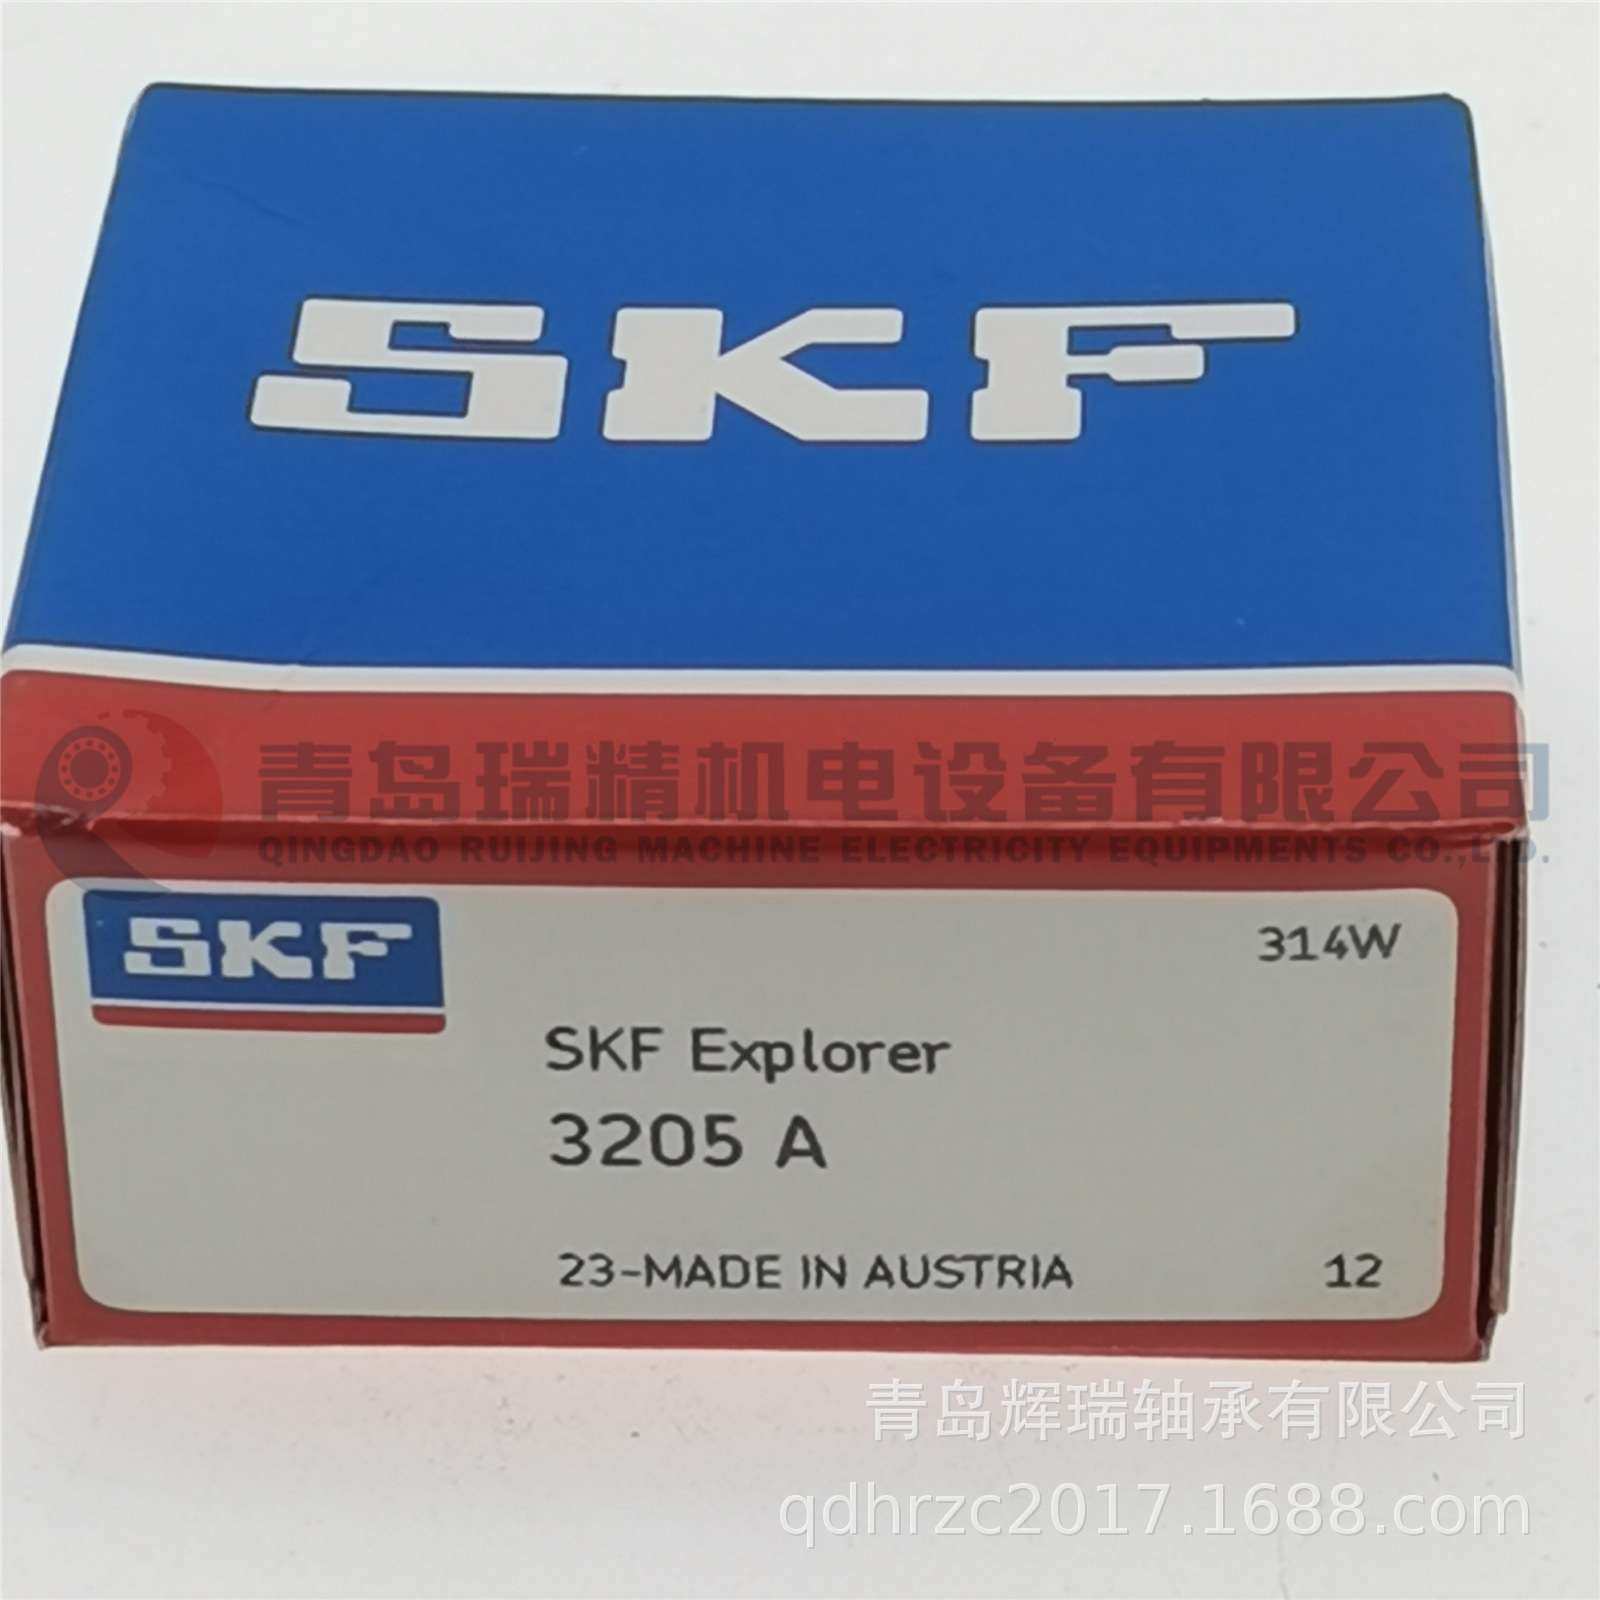 SKF
青岛瑞精机电设备有限公司
QINGDAO RUIJING MACHINE ELECTRICITY EQUIPMENTS CO.,LTD.
SKF
314W
SKF Explorer
3205 A
23-MADE IN AUSTRIA
12
青岛辉瑞轴承有限公司
qdhrzc2017.1688.com